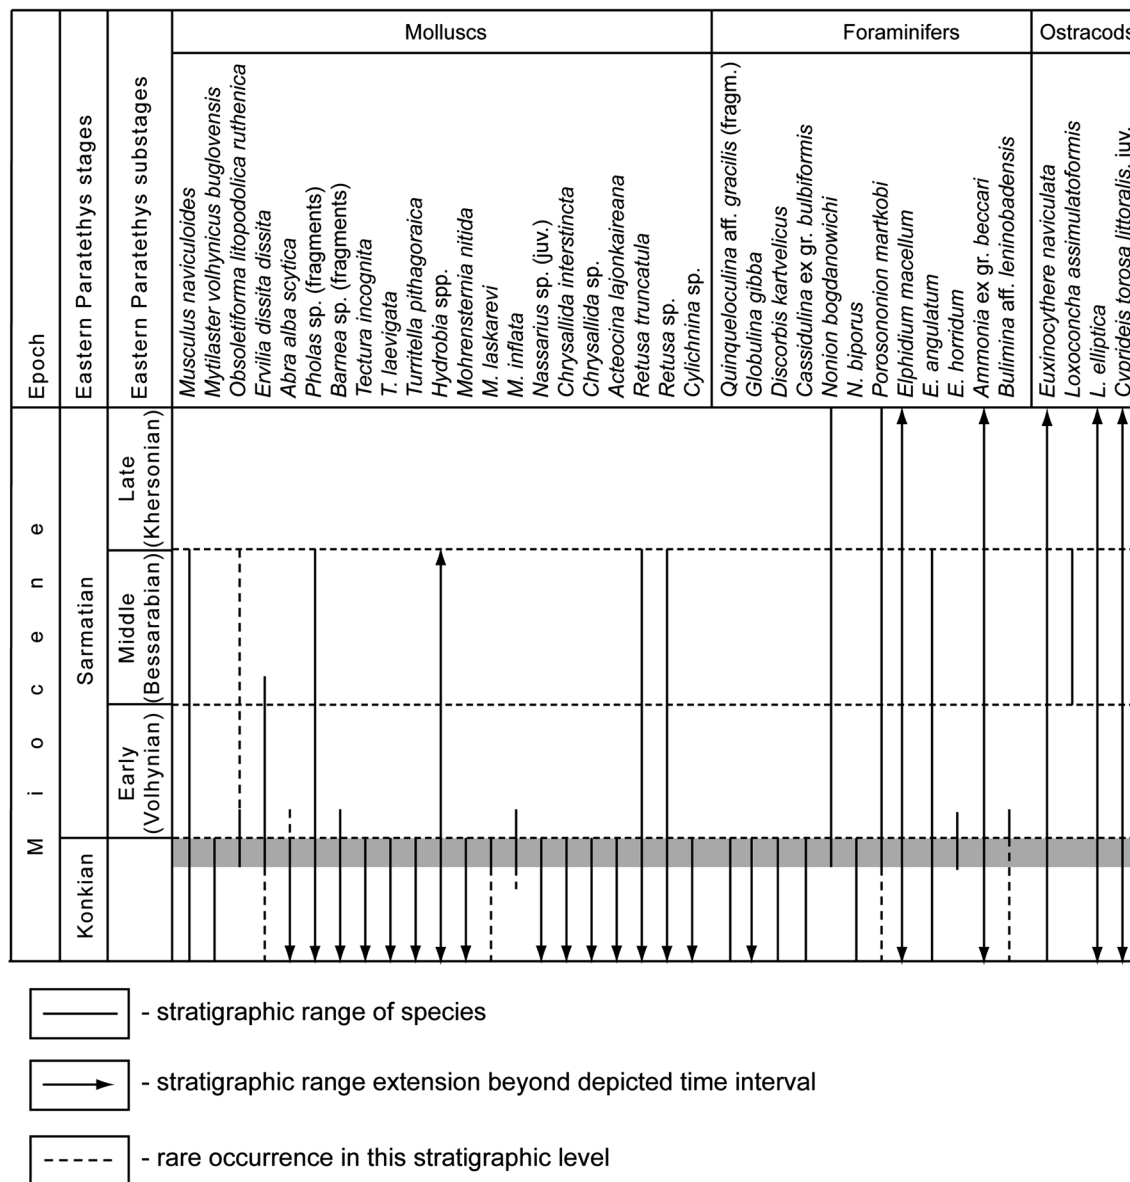 Molluscs
Foraminifers
Ostracods
Epoch
Eastern Paratethys stages
Eastern Paratethys substages
Musculus naviculoides
Mytilaster volhynicus buglovensis
Obsoletiforma litopodolica ruthenica
Ervilia dissita dissita
Abra alba scytica
Pholas sp. (fragments)
Barnea sp. (fragments)
Tectura incognita
T. laevigata
Turritella pithagoraica
Hydrobia spp.
Mohrensternia nitida
M. laskarevi
M. inflata
Nassarius sp. (juv.)
Chrysallida interstincta
Chrysallida sp.
Acteocina lajonkaireana
Retusa truncatula
Retusa sp.
Cylichnina sp.
Quinqueloculina aff. gracilis (fragm.)
Globulina gibba
Discorbis kartvelicus
Cassidulina ex gr. bulbiformis
Nonion bogdanowichi
N. biporus
Porosononion martkobi
Elphidium macellum
E. angulatum
E. horridum
Ammonia ex gr. beccari
Bulimina aff. leninobadensis
Euxinocythere naviculata
Loxoconcha assimulatoformis
L. elliptica
Cyprideis torosa littoralis, juv.
Miocene
Sarmatian
Konkian
Late
(Khersonian)
Middle
(Bessarabian)
Early
(Volhynian)
- stratigraphic range of species
- stratigraphic range extension beyond depicted time interval
- rare occurrence in this stratigraphic level